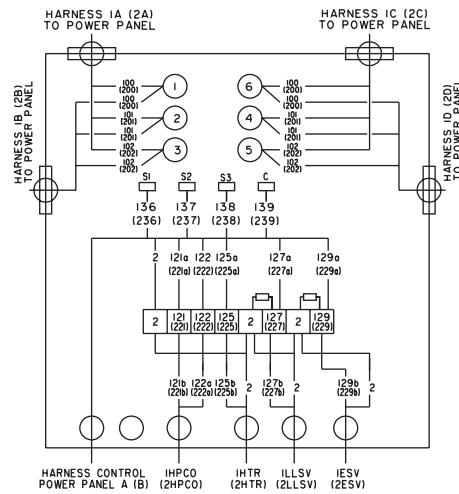 HARNESS 1A (2A)
TO POWER PANEL
HARNESS 1C (2C)
TO POWER PANEL
HARNESS 1B (2B)
TO POWER PANEL
HARNESS 1D (2D)
TO POWER PANEL
100
(200)
1
6
100
(200)
100
(200)
100
(200)
101
(201)
2
4
101
(201)
101
(201)
101
(201)
102
(202)
3
5
102
(202)
102
(202)
102
(202)
S1 S2 S3 C
136 137 138 139
(236) (237) (238) (239)
2 121a 122 125a 127a 129a
(221a) (222) (225a) (227a) (229a)
2 121 122 125 2 127 2 129
(221) (222) (225) (227) (229)
121b 122a 125b 2 127b 2 129b 2
(221b) (222a) (225b) (227b) (229b)
HARNESS CONTROL 1HPCO 1HTR 1LLSV 1ESV
POWER PANEL A (B) (2HPCO) (2HTR) (2LLSV) (2ESV)